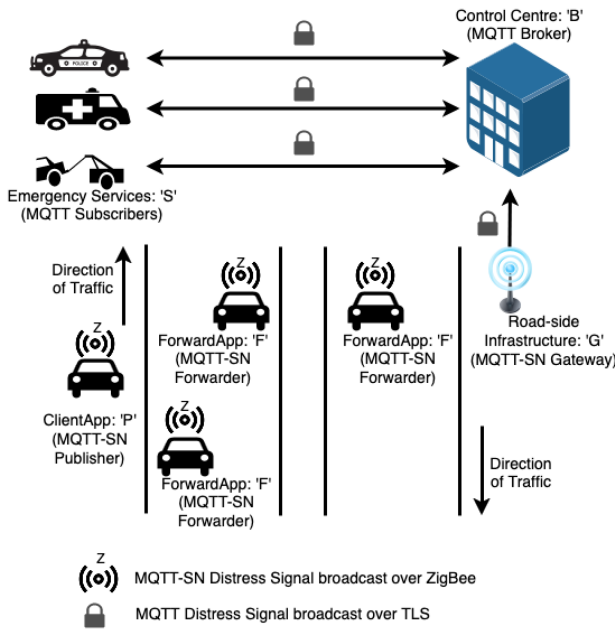 Control Centre: 'B'
(MQTT Broker)
POLICE
Emergency Services: 'S'
(MQTT Subscribers)
Direction
of Traffic
Z
Z
Z
ForwardApp: 'F'
(MQTT-SN
Forwarder)
ForwardApp: 'F'
(MQTT-SN
Forwarder)
Road-side
Infrastructure: 'G'
(MQTT-SN Gateway)
ClientApp: 'P'
(MQTT-SN
Publisher)
Z
ForwardApp: 'F'
(MQTT-SN
Forwarder)
Direction
of Traffic
Z
MQTT-SN Distress Signal broadcast over ZigBee
MQTT Distress Signal broadcast over TLS